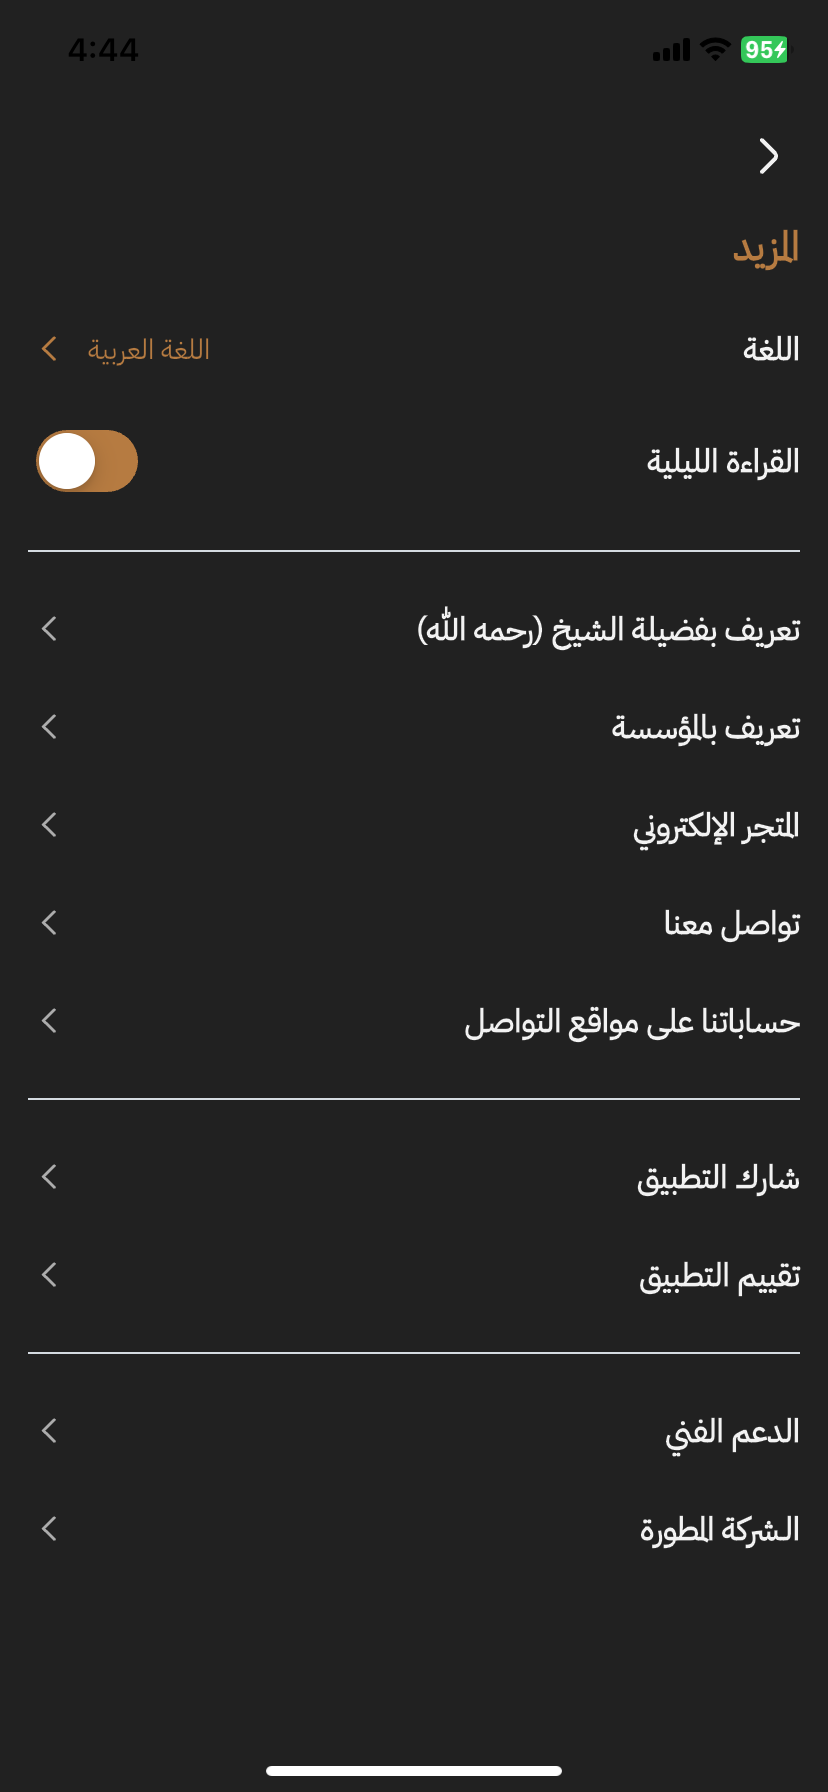 4:44
95
المزيد
اللغة
اللغة العربية
القراءة الليلية
تعريف بفضيلة الشيخ (رحمه الله)
تعريف بالمؤسسة
المتجر الإلكتروني
تواصل معنا
حساباتنا على مواقع التواصل
شارك التطبيق
تقييم التطبيق
الدعم الفني
الشركة المطورة